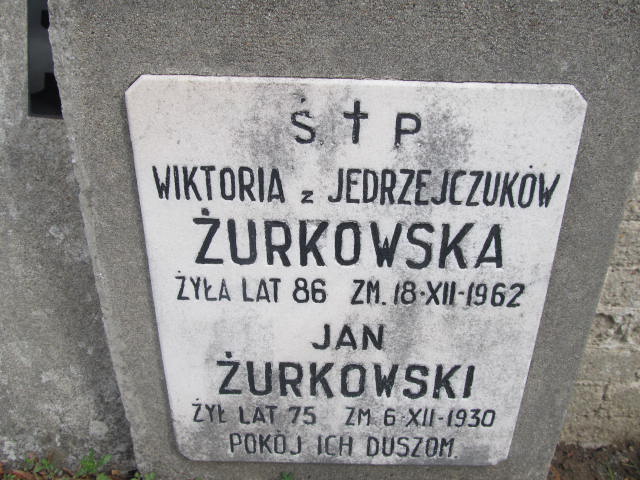 Ś † P
WIKTORIA z JEDRZEJCZUKÓW
ŻURKOWSKA
ŻYŁA LAT 86 ZM. 18-XII-1962
JAN
ŻURKOWSKI
ŻYŁ LAT 75 ZM 6-XII-1930
POKÓJ ICH DUSZOM.